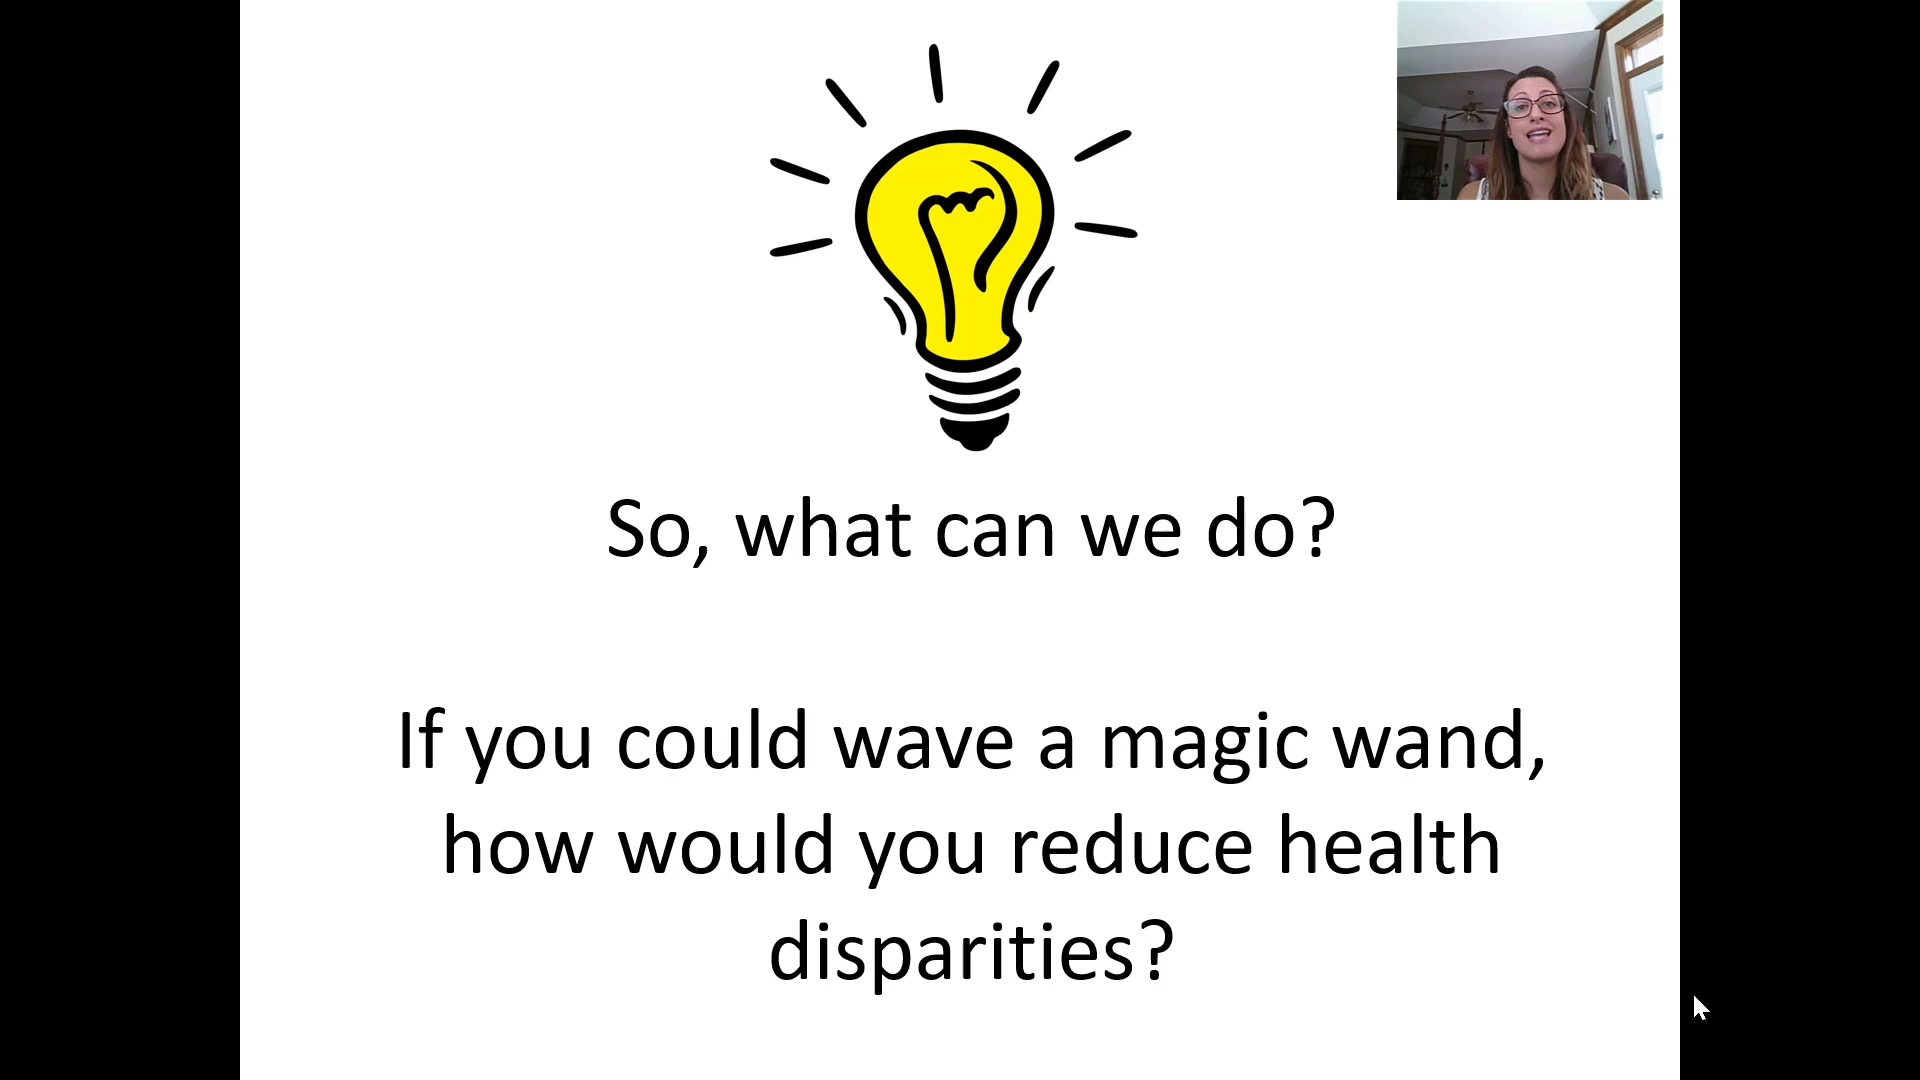 So, what can we do?
If you could wave a magic wand,
how would you reduce health
disparities?